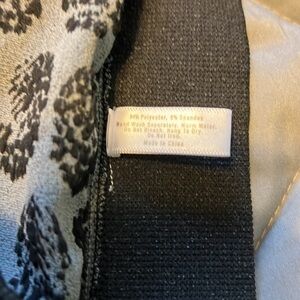 95% Polyester, 5% Spandex
Hand Wash Separately, Warm Water.
Do Not Bleach. Hang To Dry.
Do Not Iron.
Made in China